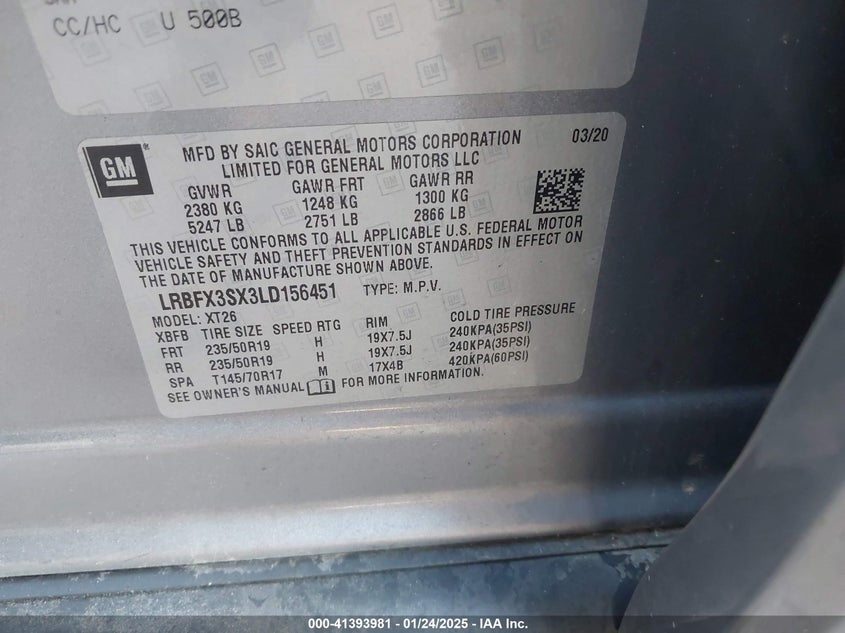 CC/HC U 500B
GM
MFD BY SAIC GENERAL MOTORS CORPORATION 03/20
LIMITED FOR GENERAL MOTORS LLC
GVWR GAWR FRT GAWR RR
2380 KG 1248 KG 1300 KG
5247 LB 2751 LB 2866 LB
THIS VEHICLE CONFORMS TO ALL APPLICABLE U.S. FEDERAL MOTOR
VEHICLE SAFETY AND THEFT PREVENTION STANDARDS IN EFFECT ON
THE DATE OF MANUFACTURE SHOWN ABOVE.
LRBFX3SX3LD156451 TYPE: M.P.V.
MODEL: XT26
XBFB TIRE SIZE SPEED RTG RIM COLD TIRE PRESSURE
FRT 235/50R19 H 19X7.5J 240KPA(35PSI)
RR 235/50R19 H 19X7.5J 240KPA(35PSI)
SPA T145/70R17 M 17X4B 420KPA(60PSI)
SEE OWNER'S MANUAL FOR MORE INFORMATION.
000-41393981 - 01/24/2025 - IAA Inc.